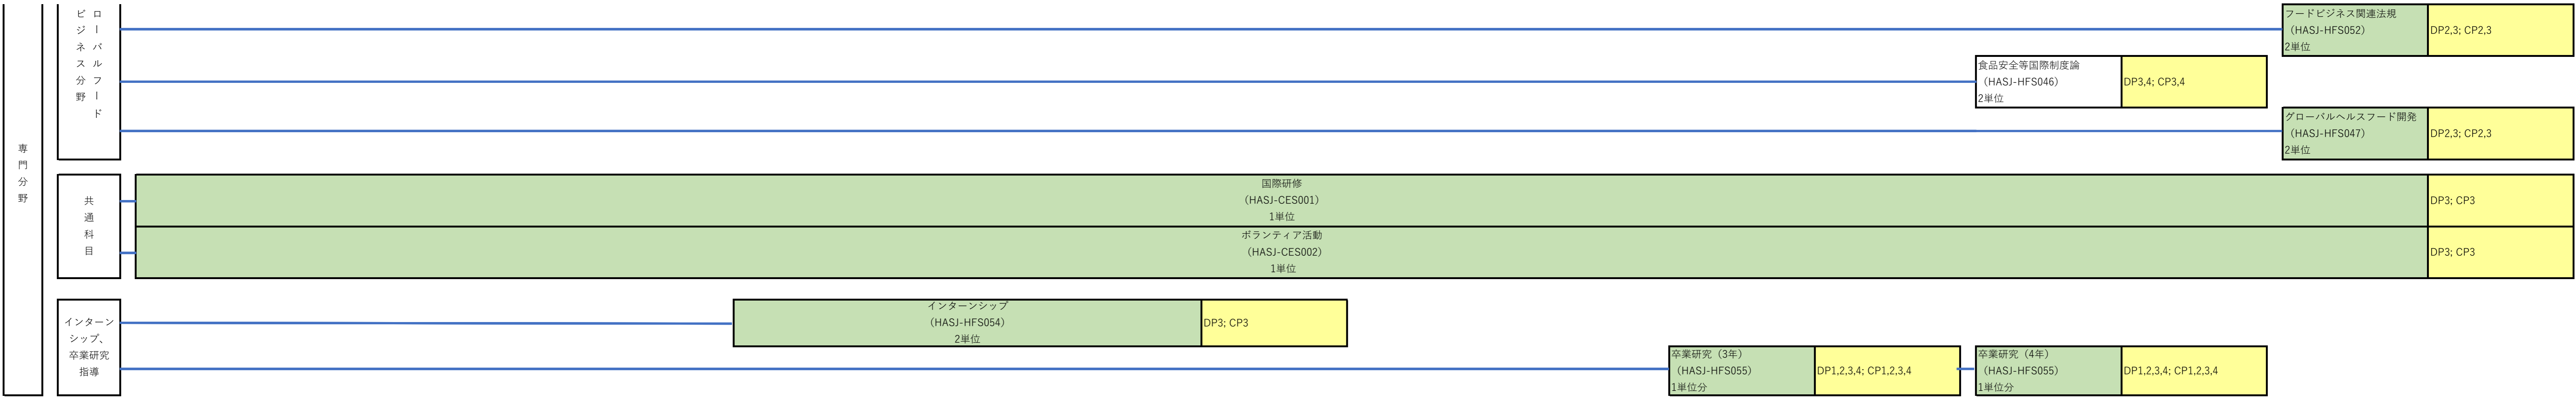 専門分野
ローバルフード
ビジネス分野
フードビジネス関連法規
（HASJ-HFS052）
2単位
DP2,3; CP2,3
食品安全等国際制度論
（HASJ-HFS046）
2単位
DP3,4; CP3,4
グローバルヘルスフード開発
（HASJ-HFS047）
2単位
DP2,3; CP2,3
共通科目
国際研修
（HASJ-CES001）
1単位
DP3; CP3
ボランティア活動
（HASJ-CES002）
1単位
DP3; CP3
インターン
シップ、
卒業研究
指導
インターンシップ
（HASJ-HFS054）
2単位
DP3; CP3
卒業研究（3年）
（HASJ-HFS055）
1単位分
DP1,2,3,4; CP1,2,3,4
卒業研究（4年）
（HASJ-HFS055）
1単位分
DP1,2,3,4; CP1,2,3,4